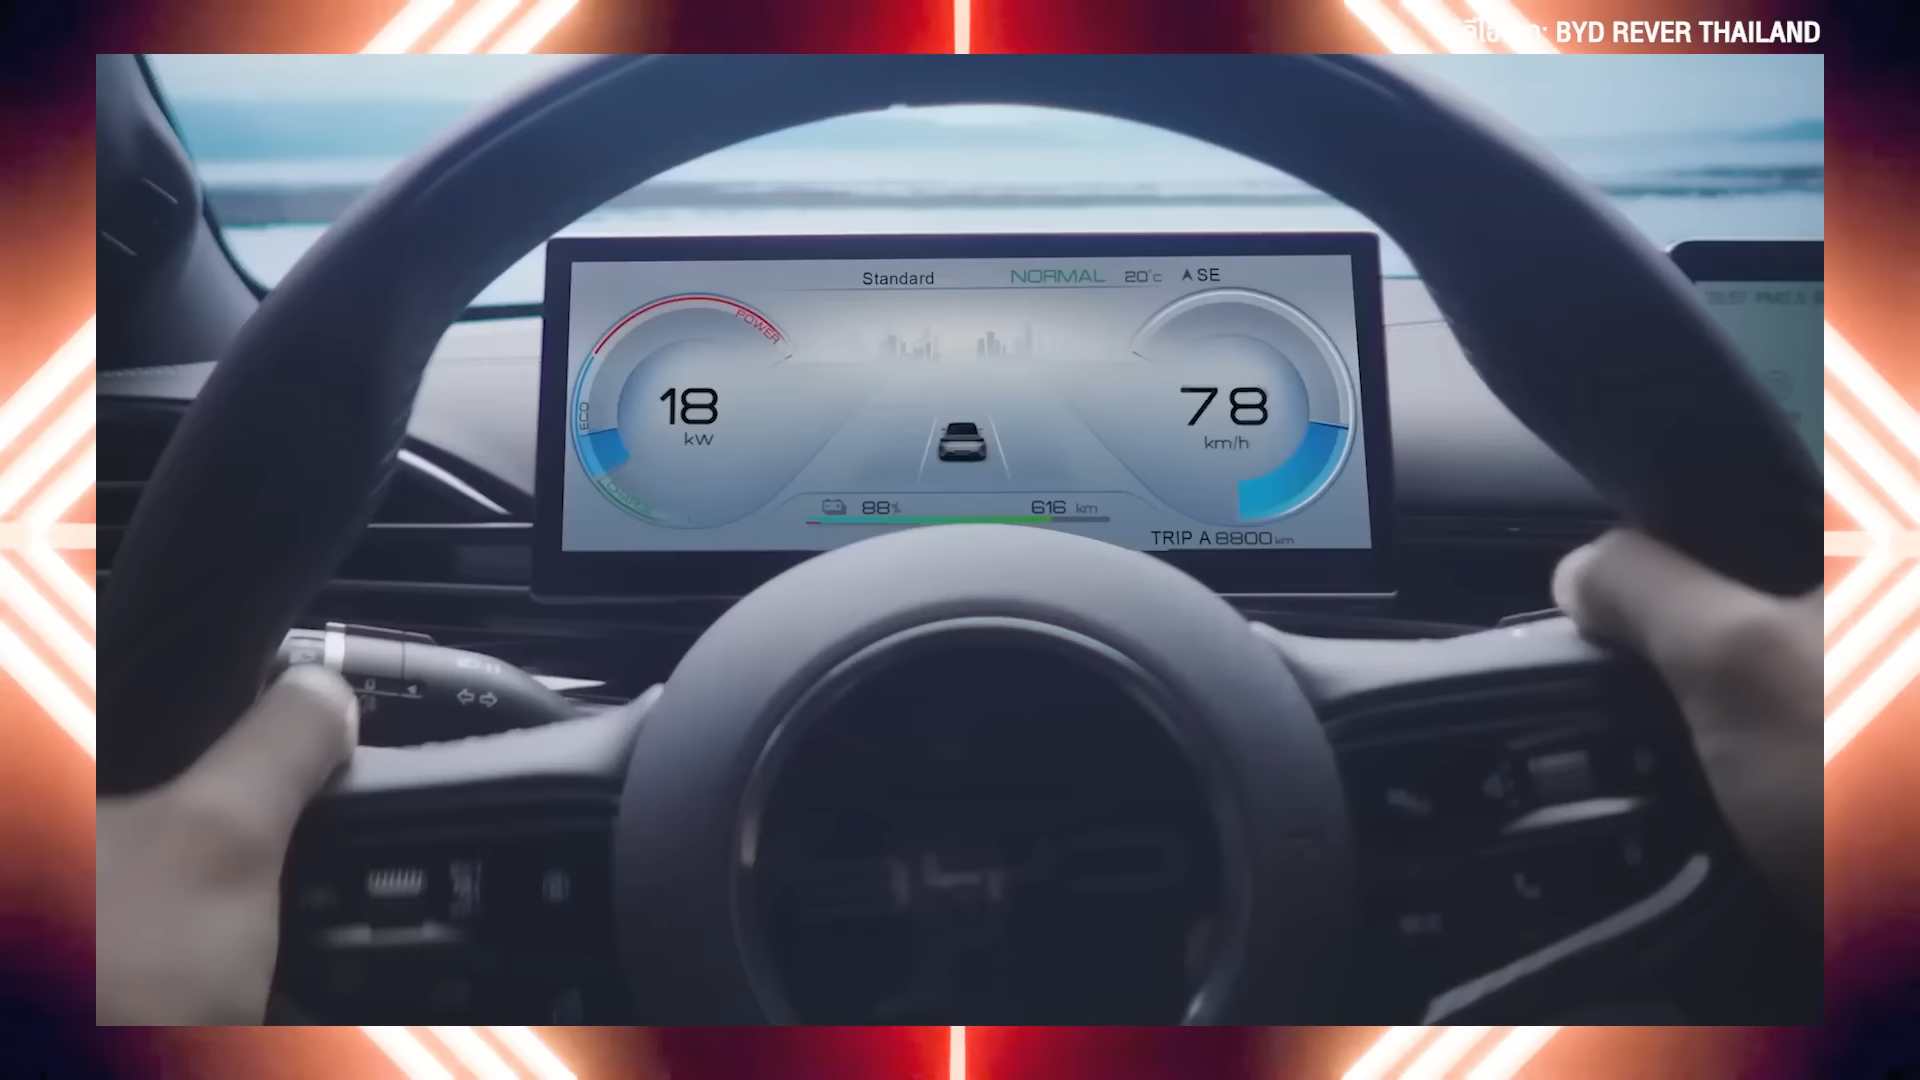 BYD REVER THAILAND
Standard NORMAL 20°c SE
POWER
18
kW
ECO
78
km/h
88% 616 km
TRIP A 8800 km